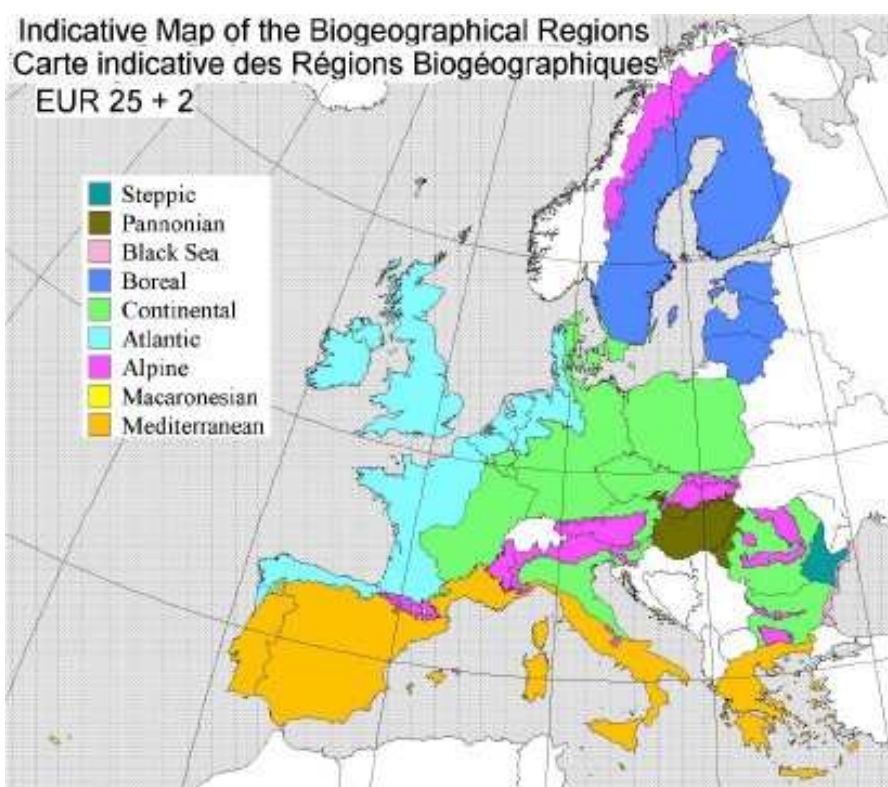 Indicative Map of the Biogeographical Regions
Carte indicative des Régions Biogéographiques
EUR 25 + 2
Steppic
Pannonian
Black Sea
Boreal
Continental
Atlantic
Alpine
Macaronesian
Mediterranean